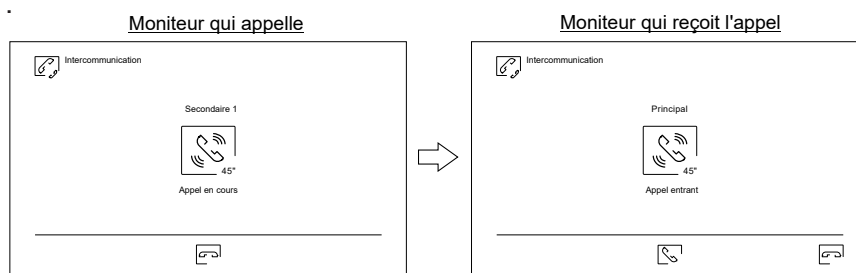 .
Moniteur qui appelle
Intercommunication
Secondaire 1
45"
Appel en cours
Moniteur qui reçoit l'appel
Intercommunication
Principal
45"
Appel entrant